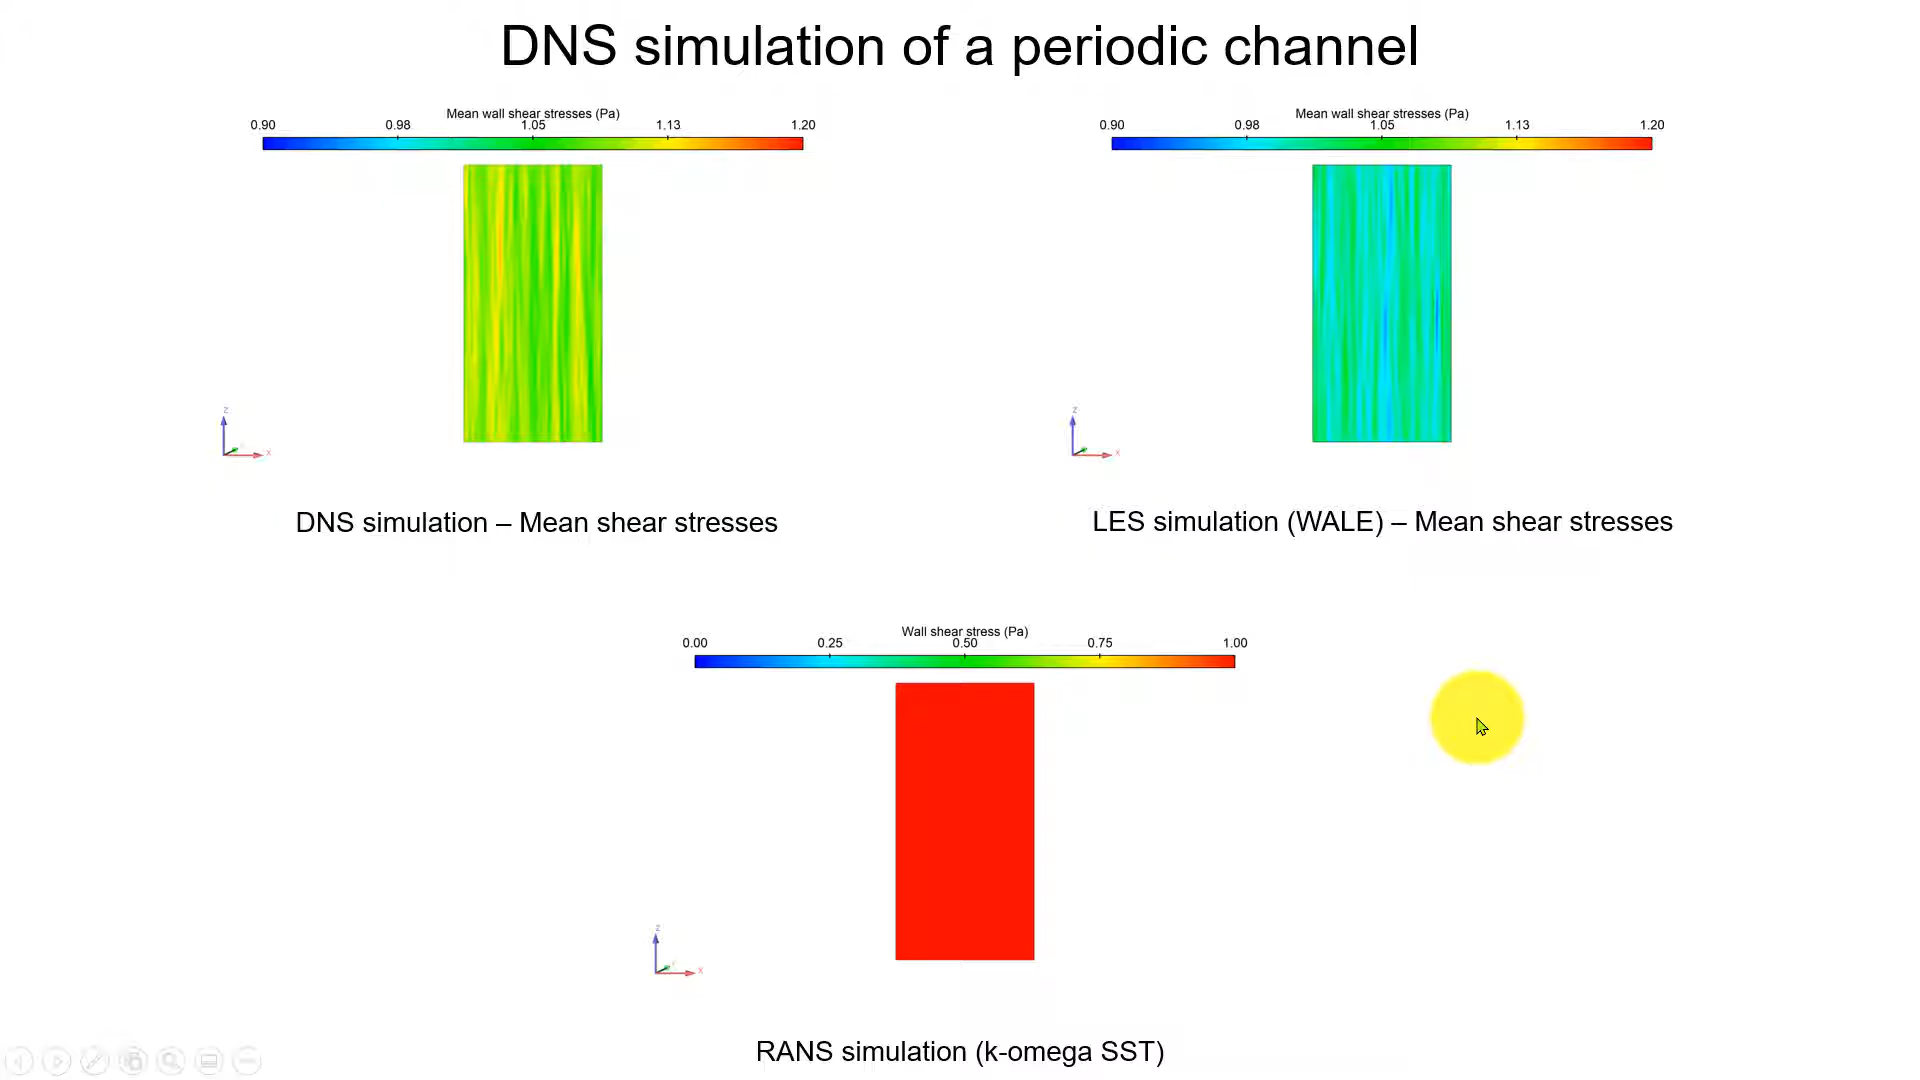 DNS simulation of a periodic channel
Mean wall shear stresses (Pa)
0.90 0.98 1.05 1.13 1.20
z
x
DNS simulation – Mean shear stresses
Mean wall shear stresses (Pa)
0.90 0.98 1.05 1.13 1.20
z
x
LES simulation (WALE) – Mean shear stresses
Wall shear stress (Pa)
0.00 0.25 0.50 0.75 1.00
z
Y
x
RANS simulation (k-omega SST)